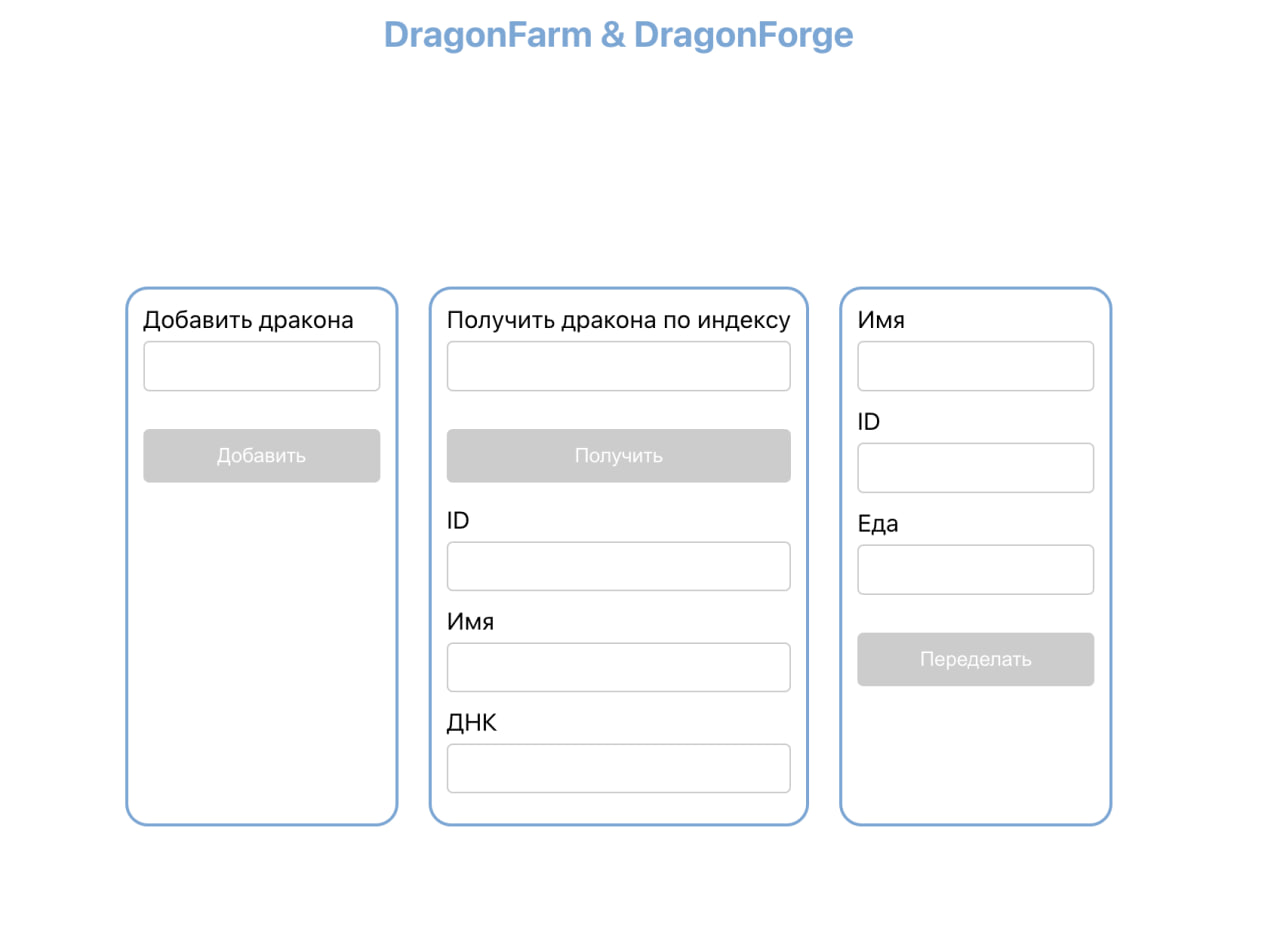 DragonFarm & DragonForge
Добавить дракона
Добавить
Получить дракона по индексу
Получить
ID
Имя
ДНК
Имя
ID
Еда
Переделать